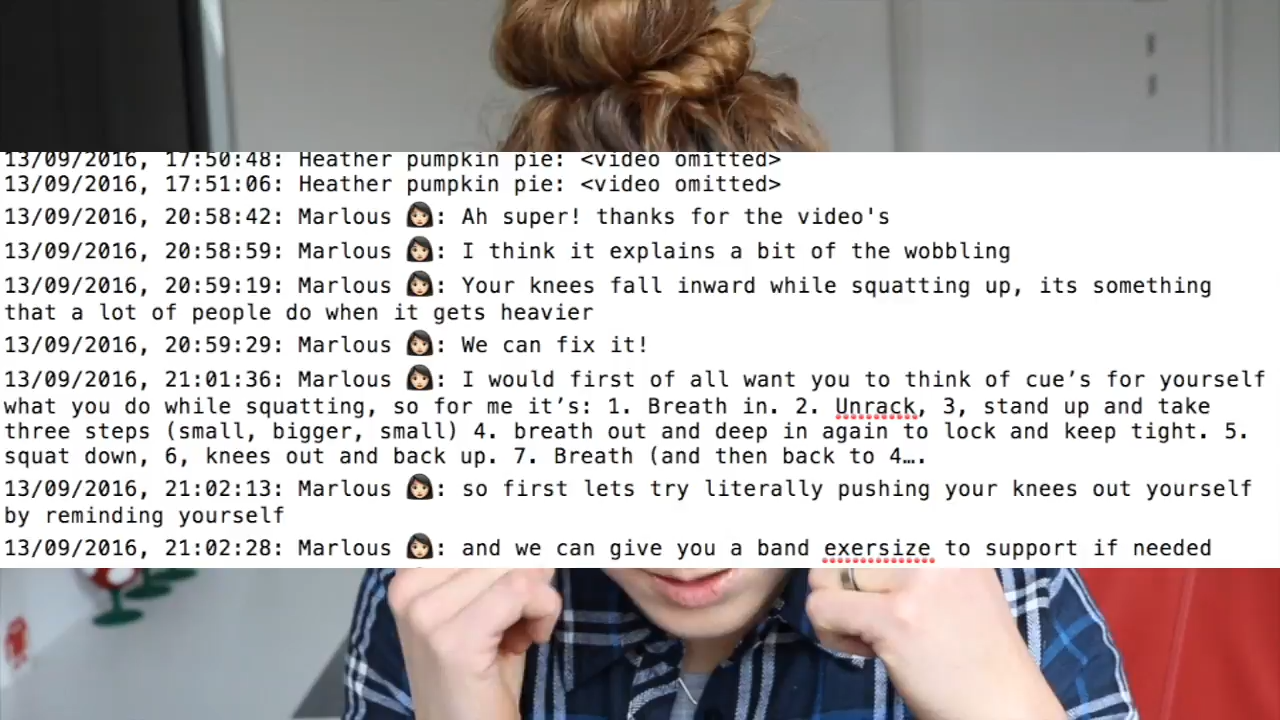 13/09/2016, 17:50:48: Heather pumpkin pie: <video omitted>
13/09/2016, 17:51:06: Heather pumpkin pie: <video omitted>
13/09/2016, 20:58:42: Marlous 👩🏻: Ah super! thanks for the video's
13/09/2016, 20:58:59: Marlous 👩🏻: I think it explains a bit of the wobbling
13/09/2016, 20:59:19: Marlous 👩🏻: Your knees fall inward while squatting up, its something
that a lot of people do when it gets heavier
13/09/2016, 20:59:29: Marlous 👩🏻: We can fix it!
13/09/2016, 21:01:36: Marlous 👩🏻: I would first of all want you to think of cue’s for yourself
what you do while squatting, so for me it’s: 1. Breath in. 2. Unrack, 3, stand up and take
three steps (small, bigger, small) 4. breath out and deep in again to lock and keep tight. 5.
squat down, 6, knees out and back up. 7. Breath (and then back to 4….
13/09/2016, 21:02:13: Marlous 👩🏻: so first lets try literally pushing your knees out yourself
by reminding yourself
13/09/2016, 21:02:28: Marlous 👩🏻: and we can give you a band exersize to support if needed